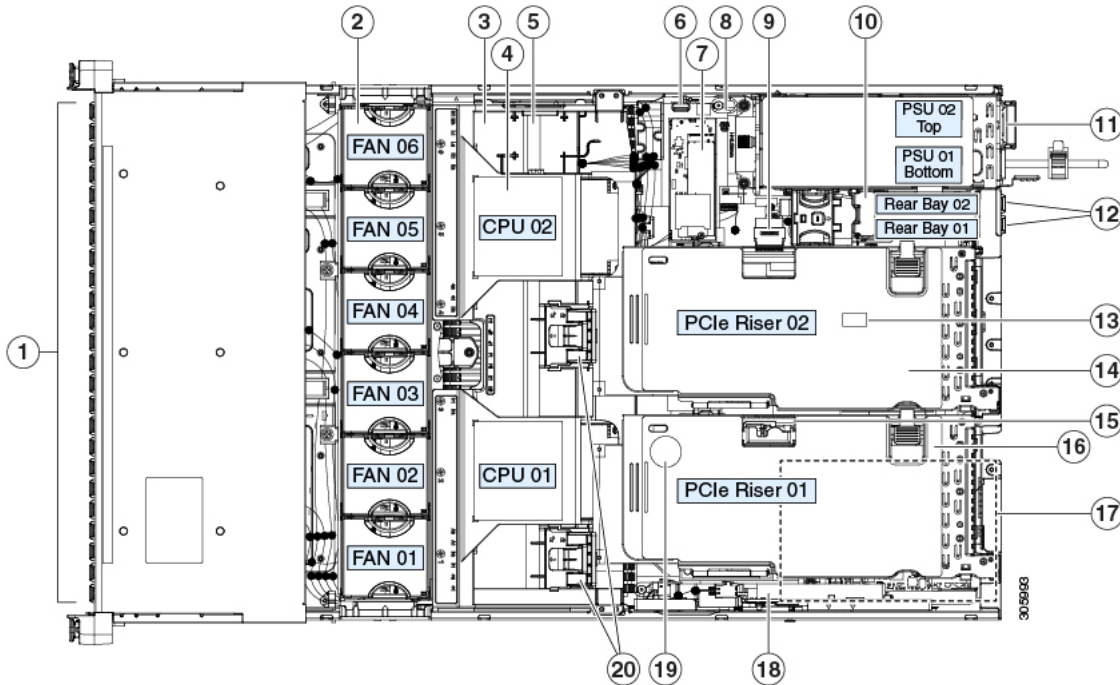 2
3
4
5
6
7
8
9
10
PSU 02
Top
11
FAN 06
PSU 01
Bottom
Rear Bay 02
12
FAN 05
CPU 02
Rear Bay 01
FAN 04
PCIe Riser 02
13
1
14
FAN 03
15
16
FAN 02
CPU 01
PCIe Riser 01
17
FAN 01
305993
20
19
18